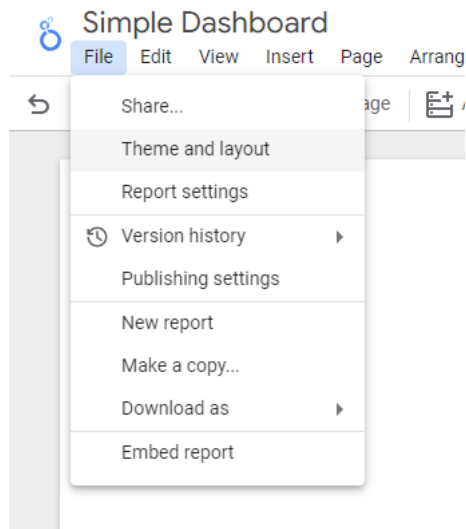 Simple Dashboard
File Edit View Insert Page Arrang
Share...
Theme and layout
Report settings
Version history
Publishing settings
New report
Make a copy...
Download as
Embed report